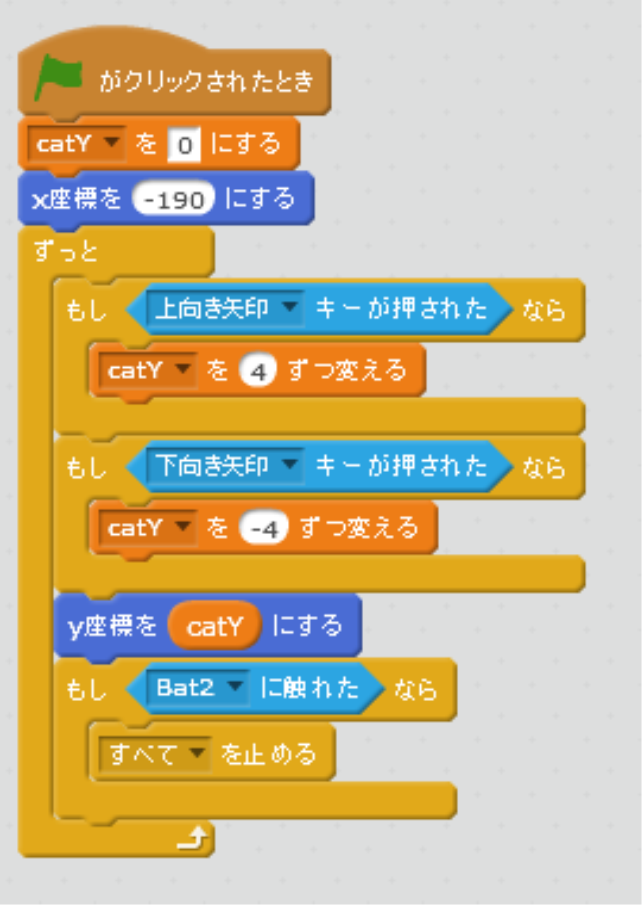 がクリックされたとき
catY を 0 にする
x座標を -190 にする
ずっと
もし 上向き矢印 キーが押された なら
catY を 4 ずつ変える
もし 下向き矢印 キーが押された なら
catY を -4 ずつ変える
y座標を catY にする
もし Bat2 に触れた なら
すべて を止める